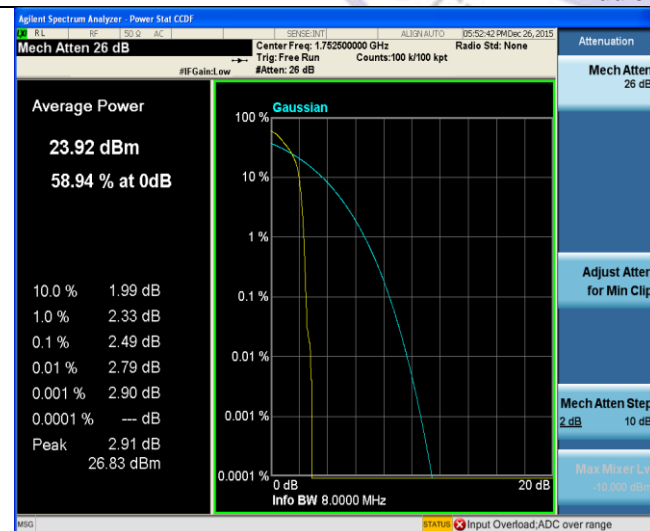 Agilent Spectrum Analyzer - Power Stat CCDF
LXI RL RF 50 Ω AC SENSE:INT ALIGN AUTO 05:52:42 PM Dec 26, 2015
Mech Atten 26 dB
Center Freq: 1.752500000 GHz Radio Std: None
Trig: Free Run Counts:100 k/100 kpt
#IFGain:Low #Atten: 26 dB
Attenuation
Mech Atten
26 dB
Average Power
23.92 dBm
58.94 % at 0dB
10.0 % 1.99 dB
1.0 % 2.33 dB
0.1 % 2.49 dB
0.01 % 2.79 dB
0.001 % 2.90 dB
0.0001 % --- dB
Peak 2.91 dB
26.83 dBm
Gaussian
100 %
10 %
1 %
0.1 %
0.01 %
0.001 %
0.0001 %
0 dB 20 dB
Info BW 8.0000 MHz
Adjust Atten
for Min Clip
Mech Atten Step
2 dB 10 dB
Max Mixer Lv
-10.000 dBm
MSG STATUS Input Overload;ADC over range